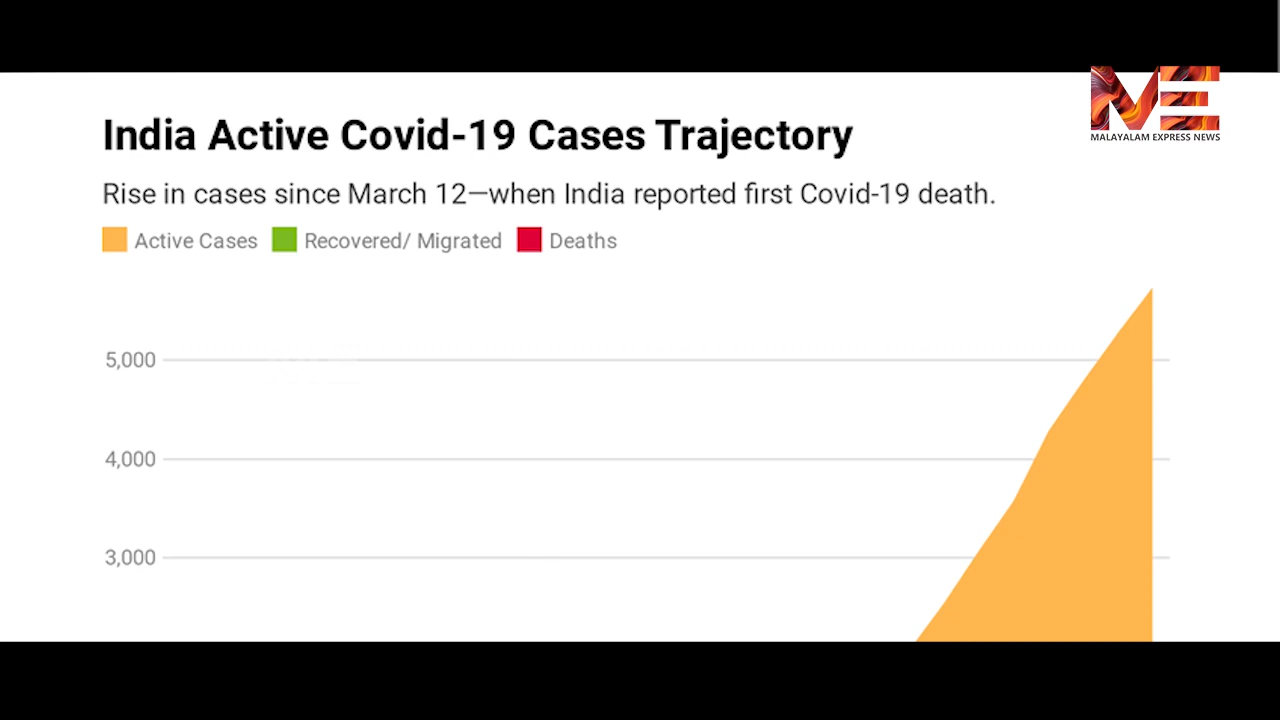 ME
MALAYALAM EXPRESS NEWS
India Active Covid-19 Cases Trajectory
Rise in cases since March 12—when India reported first Covid-19 death.
Active Cases Recovered/ Migrated Deaths
5,000
4,000
3,000